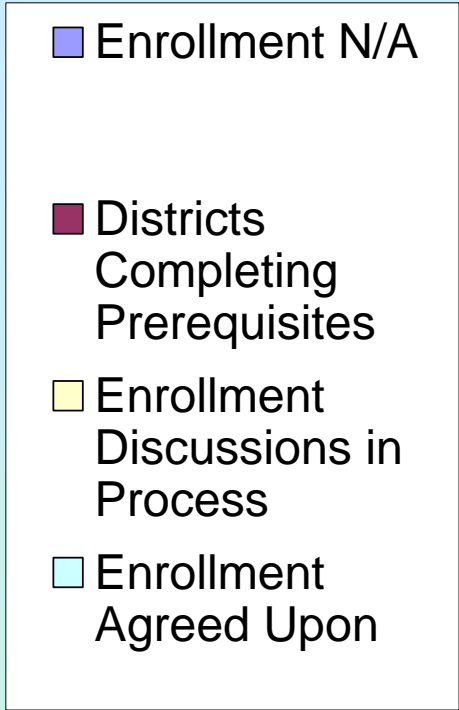 Enrollment N/A
Districts
Completing
Prerequisites
Enrollment
Discussions in
Process
Enrollment
Agreed Upon